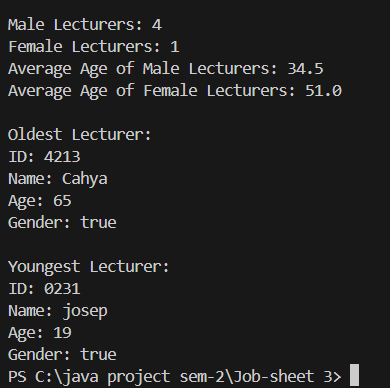 Male Lecturers: 4
Female Lecturers: 1
Average Age of Male Lecturers: 34.5
Average Age of Female Lecturers: 51.0
Oldest Lecturer:
ID: 4213
Name: Cahya
Age: 65
Gender: true
Youngest Lecturer:
ID: 0231
Name: josep
Age: 19
Gender: true
PS C:\java project sem-2\Job-sheet 3>